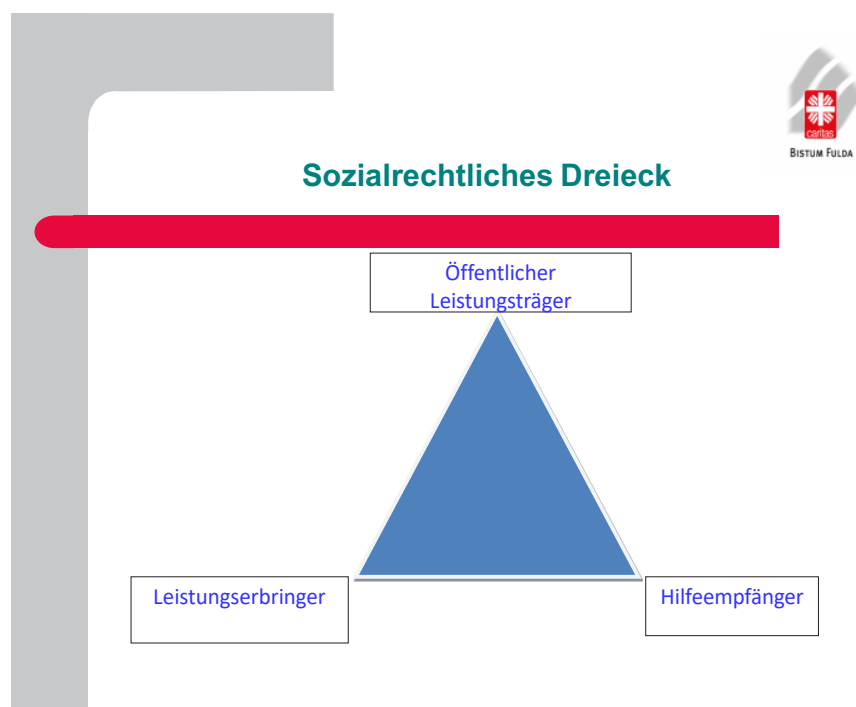 caritas
BISTUM FULDA
Sozialrechtliches Dreieck
Öffentlicher
Leistungsträger
Leistungserbringer
Hilfeempfänger